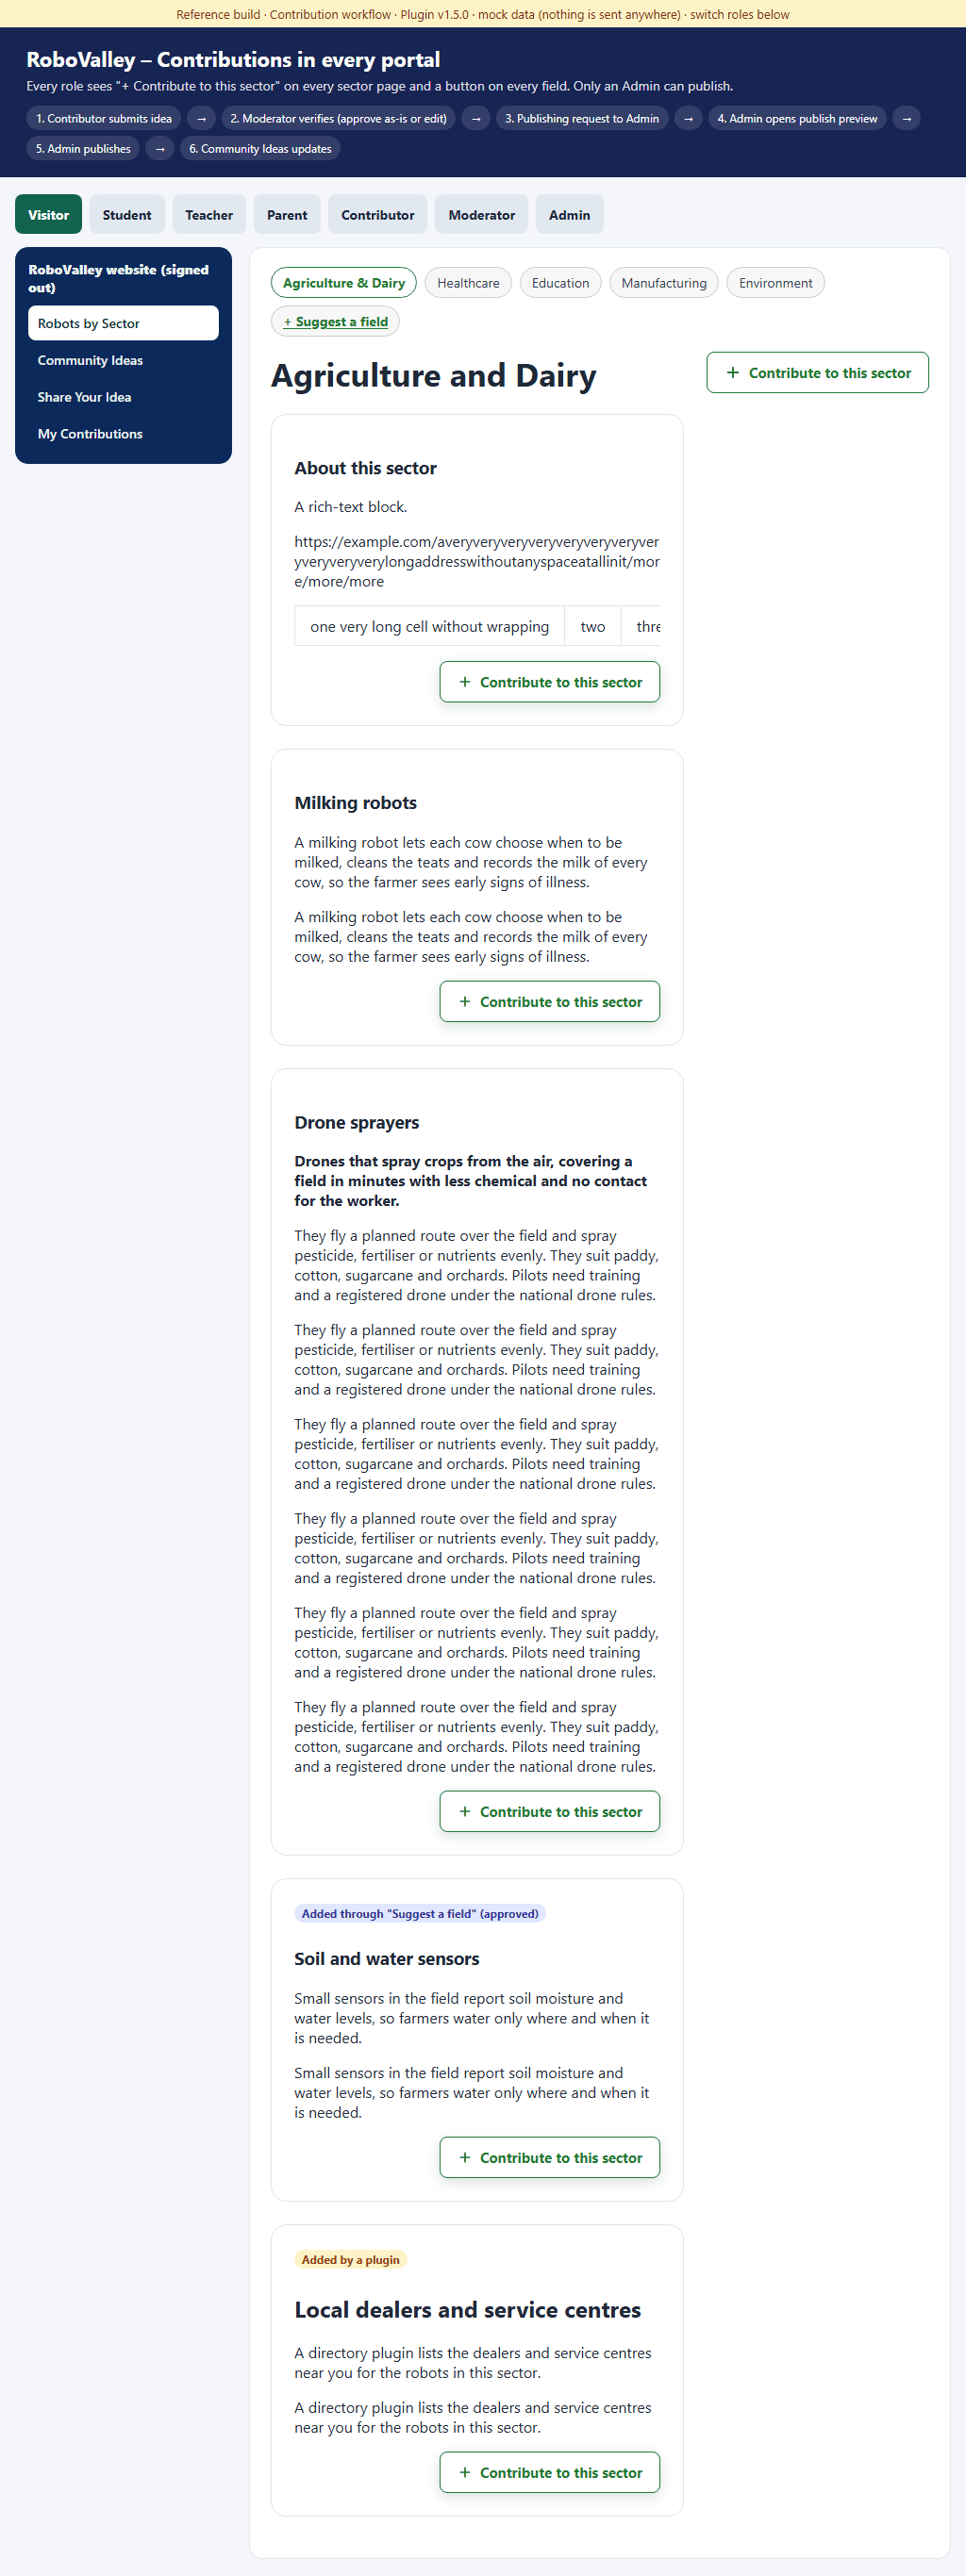 Reference build · Contribution workflow · Plugin v1.5.0 · mock data (nothing is sent anywhere) · switch roles below
RoboValley – Contributions in every portal
Every role sees "+ Contribute to this sector" on every sector page and a button on every field. Only an Admin can publish.
1. Contributor submits idea → 2. Moderator verifies (approve as-is or edit) → 3. Publishing request to Admin → 4. Admin opens publish preview →
5. Admin publishes → 6. Community Ideas updates
Visitor Student Teacher Parent Contributor Moderator Admin
RoboValley website (signed
out)
Robots by Sector
Community Ideas
Share Your Idea
My Contributions
Agriculture & Dairy Healthcare Education Manufacturing Environment
+ Suggest a field
Agriculture and Dairy
+ Contribute to this sector
About this sector
A rich-text block.
https://example.com/averyveryveryveryveryveryveryver
yveryveryverylongaddresswithoutanyspaceatallinit/mor
e/more/more
one very long cell without wrapping two thre
+ Contribute to this sector
Milking robots
A milking robot lets each cow choose when to be
milked, cleans the teats and records the milk of every
cow, so the farmer sees early signs of illness.
A milking robot lets each cow choose when to be
milked, cleans the teats and records the milk of every
cow, so the farmer sees early signs of illness.
+ Contribute to this sector
Drone sprayers
Drones that spray crops from the air, covering a
field in minutes with less chemical and no contact
for the worker.
They fly a planned route over the field and spray
pesticide, fertiliser or nutrients evenly. They suit paddy,
cotton, sugarcane and orchards. Pilots need training
and a registered drone under the national drone rules.
They fly a planned route over the field and spray
pesticide, fertiliser or nutrients evenly. They suit paddy,
cotton, sugarcane and orchards. Pilots need training
and a registered drone under the national drone rules.
They fly a planned route over the field and spray
pesticide, fertiliser or nutrients evenly. They suit paddy,
cotton, sugarcane and orchards. Pilots need training
and a registered drone under the national drone rules.
They fly a planned route over the field and spray
pesticide, fertiliser or nutrients evenly. They suit paddy,
cotton, sugarcane and orchards. Pilots need training
and a registered drone under the national drone rules.
They fly a planned route over the field and spray
pesticide, fertiliser or nutrients evenly. They suit paddy,
cotton, sugarcane and orchards. Pilots need training
and a registered drone under the national drone rules.
They fly a planned route over the field and spray
pesticide, fertiliser or nutrients evenly. They suit paddy,
cotton, sugarcane and orchards. Pilots need training
and a registered drone under the national drone rules.
+ Contribute to this sector
Added through "Suggest a field" (approved)
Soil and water sensors
Small sensors in the field report soil moisture and
water levels, so farmers water only where and when it
is needed.
Small sensors in the field report soil moisture and
water levels, so farmers water only where and when it
is needed.
+ Contribute to this sector
Added by a plugin
Local dealers and service centres
A directory plugin lists the dealers and service centres
near you for the robots in this sector.
A directory plugin lists the dealers and service centres
near you for the robots in this sector.
+ Contribute to this sector